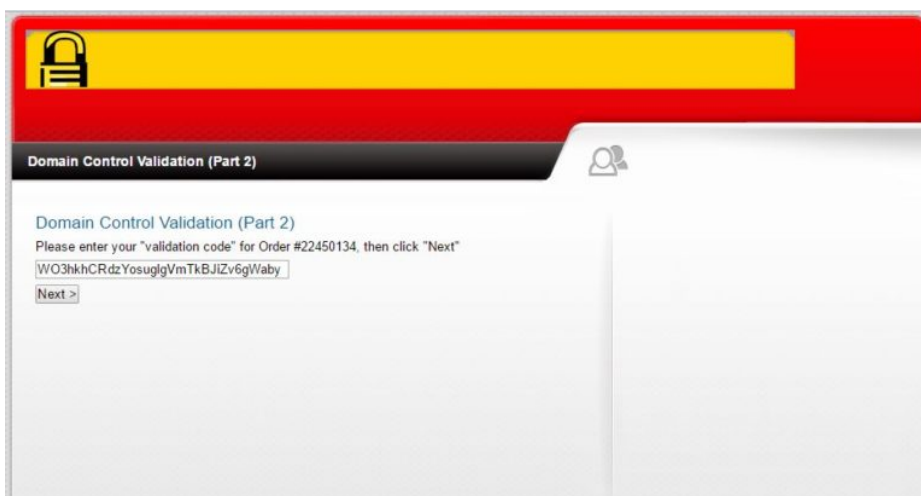 Domain Control Validation (Part 2)
Domain Control Validation (Part 2)
Please enter your "validation code" for Order #22450134, then click "Next"
WO3hkhCRdzYosuglgVmTkBJiZv6gWaby
Next >